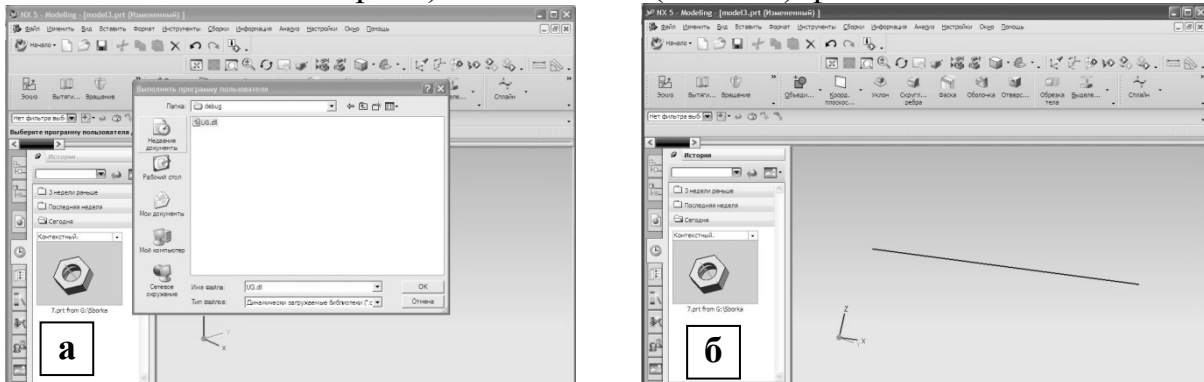 NX 5 - Modeling - [model3.prt (Измененный) ]
Файл Изменить Вид Вставить Формат Инструменты Сборки Информация Анализ Настройки Окно Помощь
Начало
Эскиз Вытяги... Вращение
Сплайн
Нет фильтра выб
Выберите программу пользователя
История
3 недели раньше
Последняя неделя
Сегодня
Контекстный.
7.prt from G:\Sborka
а
Выполнить программу пользователя
Папка: debug
UG.dll
Недавние документы
Рабочий стол
Мои документы
Мой компьютер
Сетевое окружение
Имя файла: UG.dll OK
Тип файлов: Динамически загружаемые библиотеки Отмена
Y
X
NX 5 - Modeling - [model3.prt (Измененный) ]
Файл Изменить Вид Вставить Формат Инструменты Сборки Информация Анализ Настройки Окно Помощь
Начало
Эскиз Вытяги... Вращение Объеди... Коорд. плоскос... Уклон Скругл... ребра Фаска Оболочка Отверс... Обрезка тела Выделе... Сплайн
Нет фильтра выб
История
3 недели раньше
Последняя неделя
Сегодня
Контекстный.
7.prt from G:\Sborka
б
Z
X